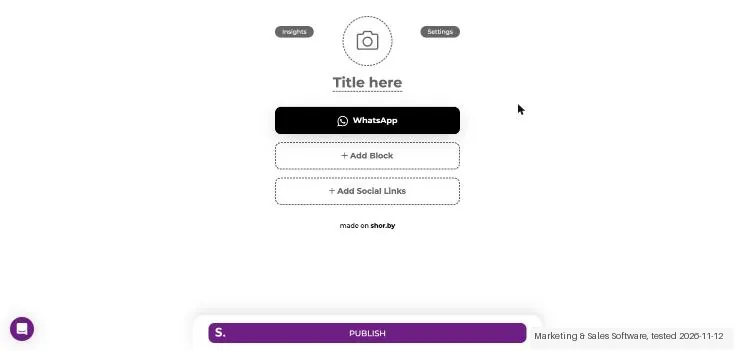 Insights
Settings
Title here
WhatsApp
+ Add Block
+ Add Social Links
made on shor.by
S.
PUBLISH
Marketing & Sales Software, tested 2026-11-12